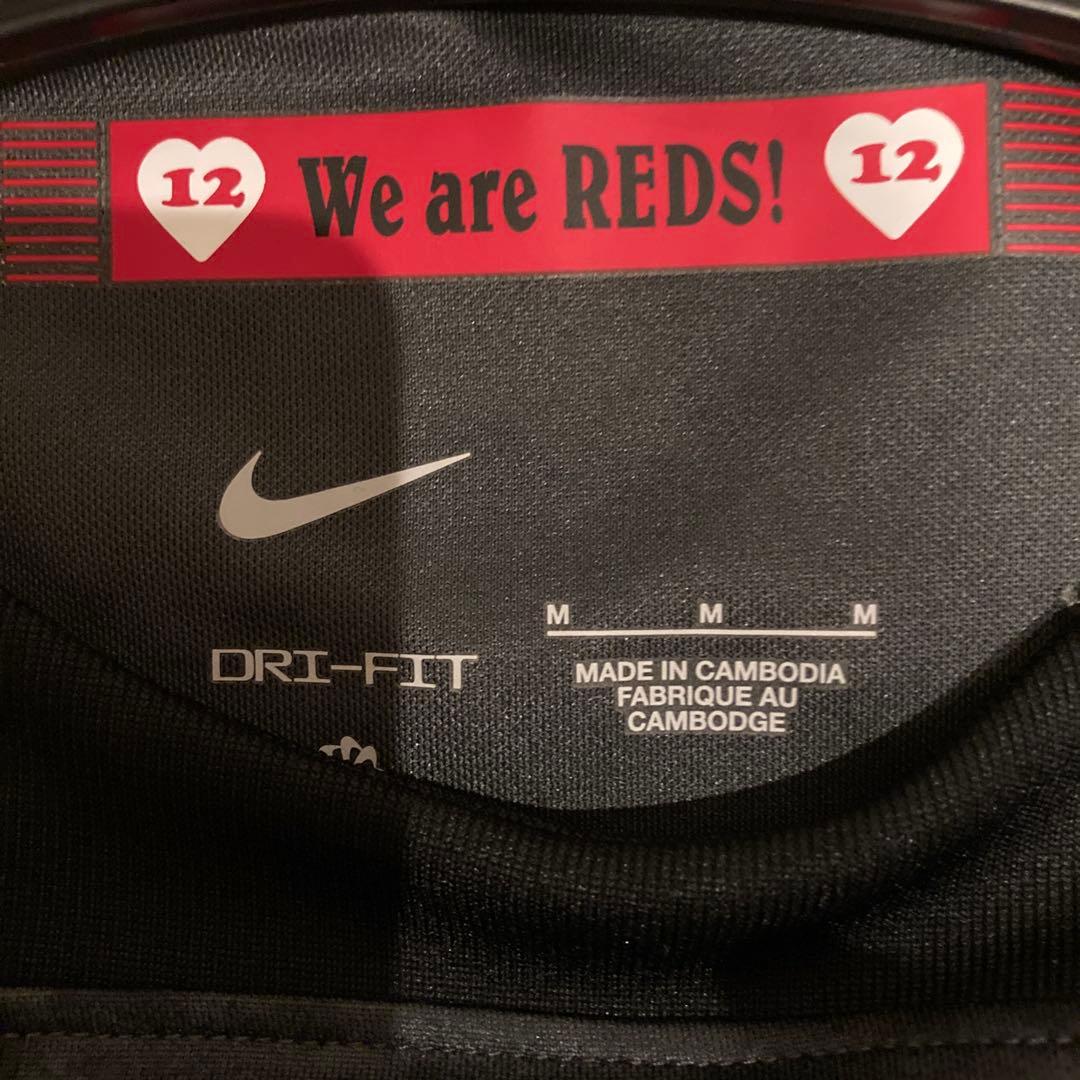 12 We are REDS! 12
M M M
DRI-FIT
MADE IN CAMBODIA
FABRIQUE AU
CAMBODGE